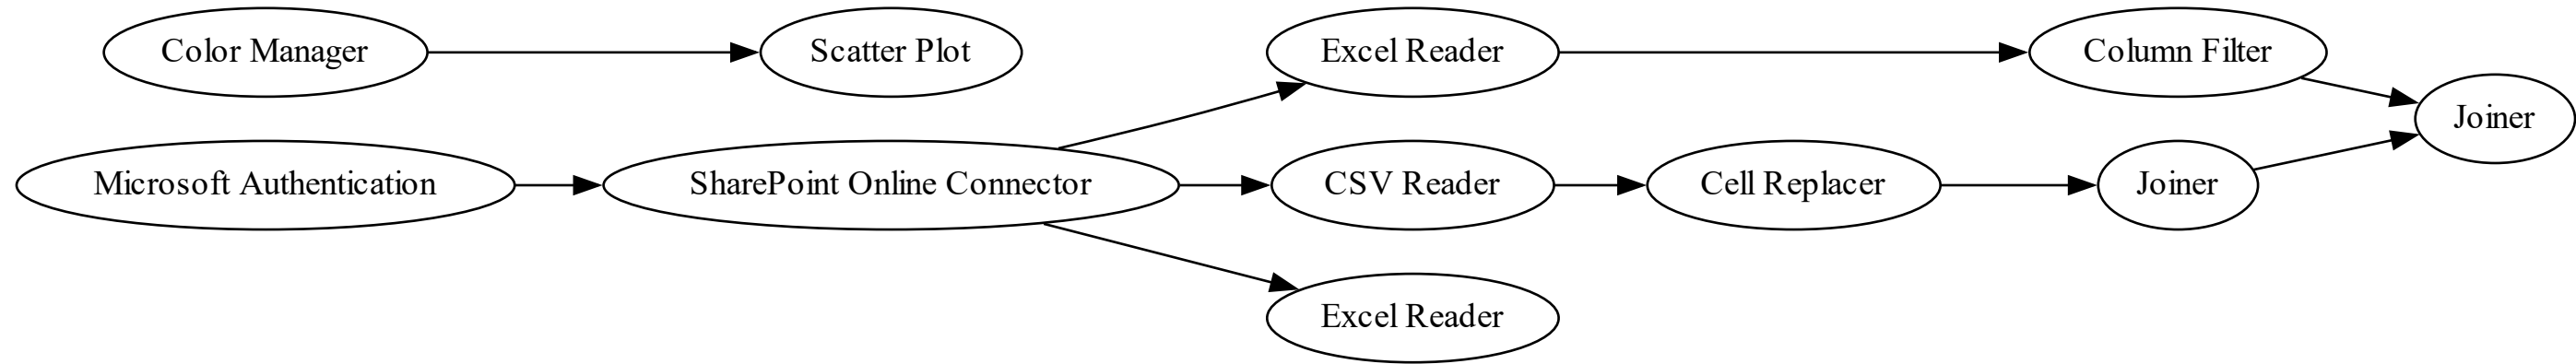 Color Manager
Scatter Plot
Excel Reader
Column Filter
Joiner
Microsoft Authentication
SharePoint Online Connector
CSV Reader
Cell Replacer
Joiner
Excel Reader